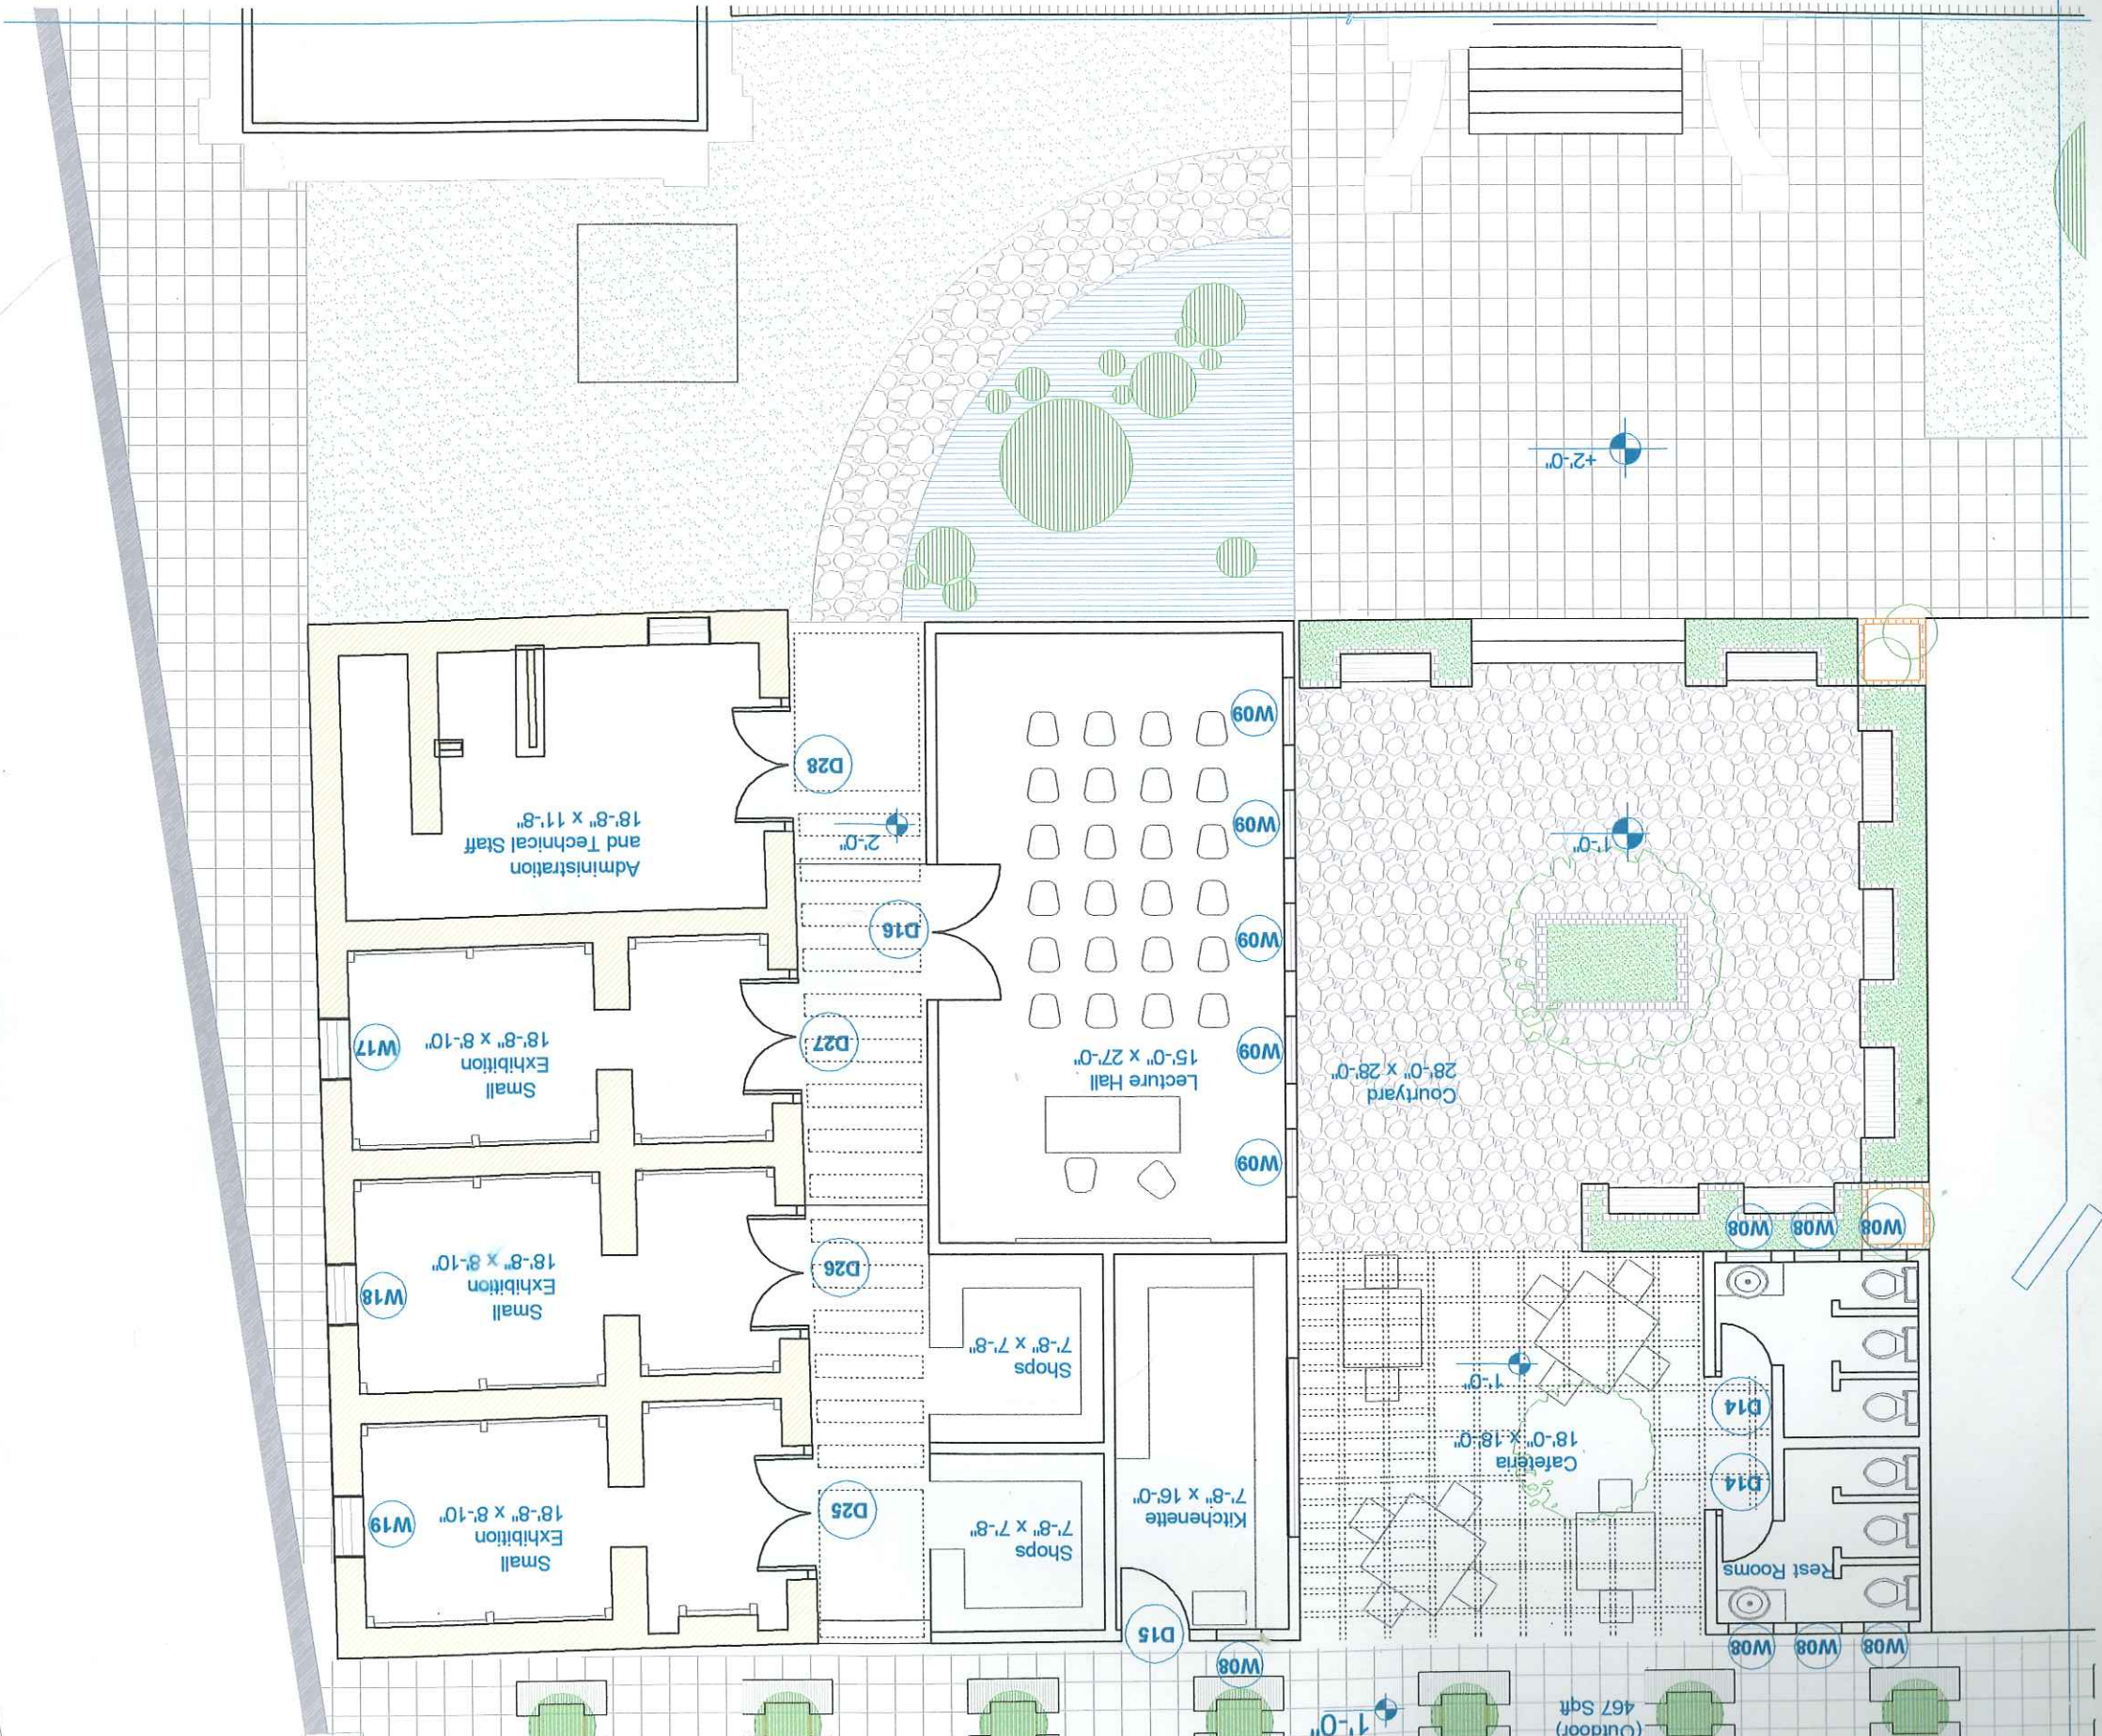 (Outdoor)
467 Sqft
1'-0"
W08
W08
W08
W08
D15
Rest Rooms
D14
D14
Cafeteria
18'-0" x 18'-0"
1'-0"
Kitchenette
7'-8" x 16'-0"
Shops
7'-8" x 7'-8"
Shops
7'-8" x 7'-8"
D25
Small
Exhibition
18'-8" x 8'-10"
W19
W08
W08
W08
D26
Small
Exhibition
18'-8" x 8'-10"
W18
Courtyard
28'-0" x 28'-0"
1'-0"
W09
W09
W09
W09
W09
Lecture Hall
15'-0" x 27'-0"
D16
D27
Small
Exhibition
18'-8" x 8'-10"
W17
2'-0"
D28
Administration
and Technical Staff
18'-8" x 11'-8"
+2'-0"